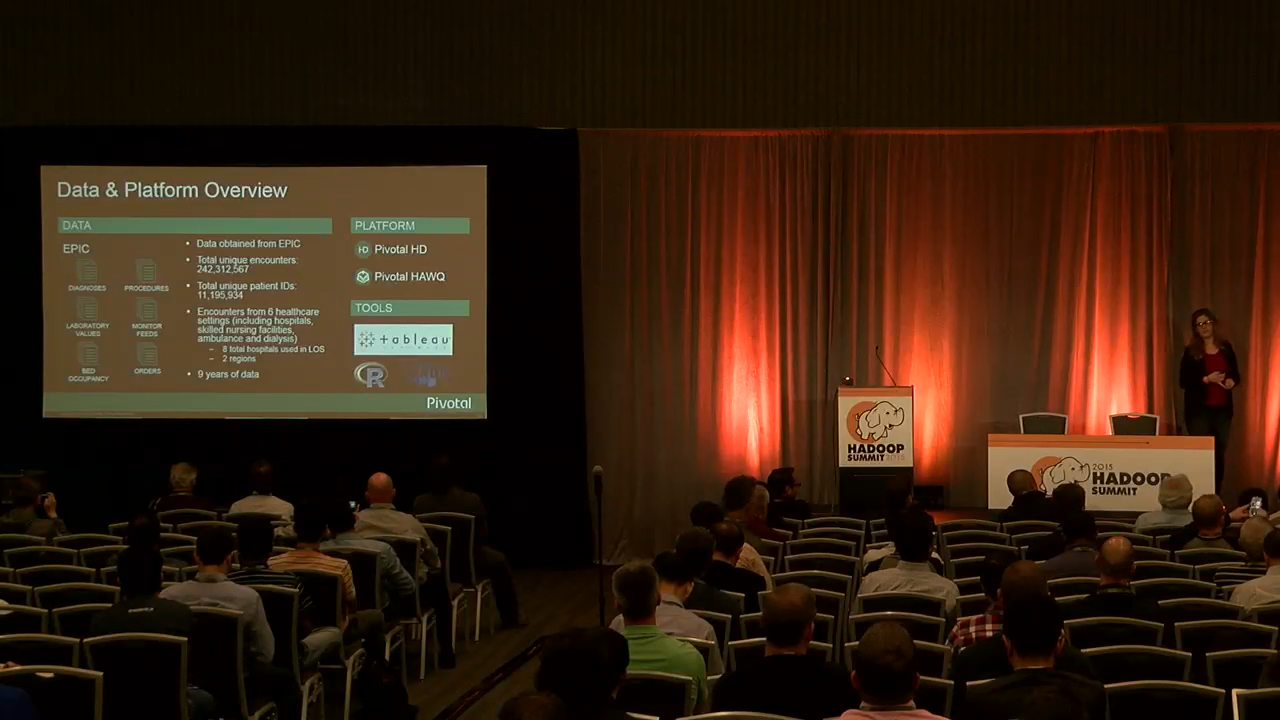 Data & Platform Overview
DATA
EPIC
DIAGNOSES
PROCEDURES
LABORATORY
VALUES
MONITOR
FEEDS
BED
OCCUPANCY
ORDERS
• Data obtained from EPIC
• Total unique encounters:
242,312,567
• Total unique patient IDs:
11,195,934
• Encounters from 6 healthcare
settings (including hospitals,
skilled nursing facilities,
ambulance and dialysis)
– 8 total hospitals used in LOS
– 2 regions
• 9 years of data
PLATFORM
HD Pivotal HD
Pivotal HAWQ
TOOLS
+ableau
R
Pivotal
HADOOP
SUMMIT 2015
2015
HADOOP
SUMMIT